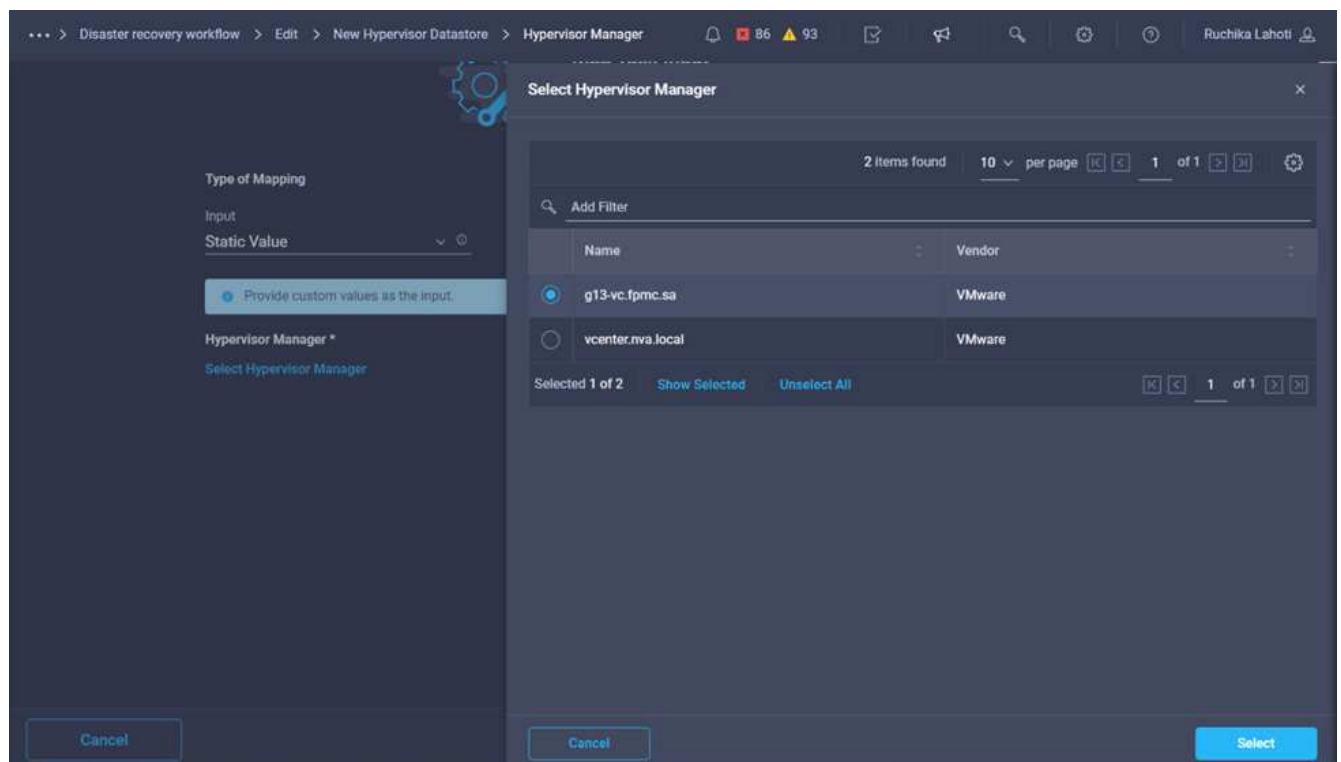 ••• > Disaster recovery workflow > Edit > New Hypervisor Datastore > Hypervisor Manager 86 93 Ruchika Lahoti
Select Hypervisor Manager
2 items found 10 per page 1 of 1
Type of Mapping
Add Filter
Input
Static Value
Name Vendor
Provide custom values as the input.
g13-vc.fpmc.sa VMware
Hypervisor Manager *
vcenter.nva.local VMware
Select Hypervisor Manager
Selected 1 of 2 Show Selected Unselect All 1 of 1
Cancel
Cancel Select